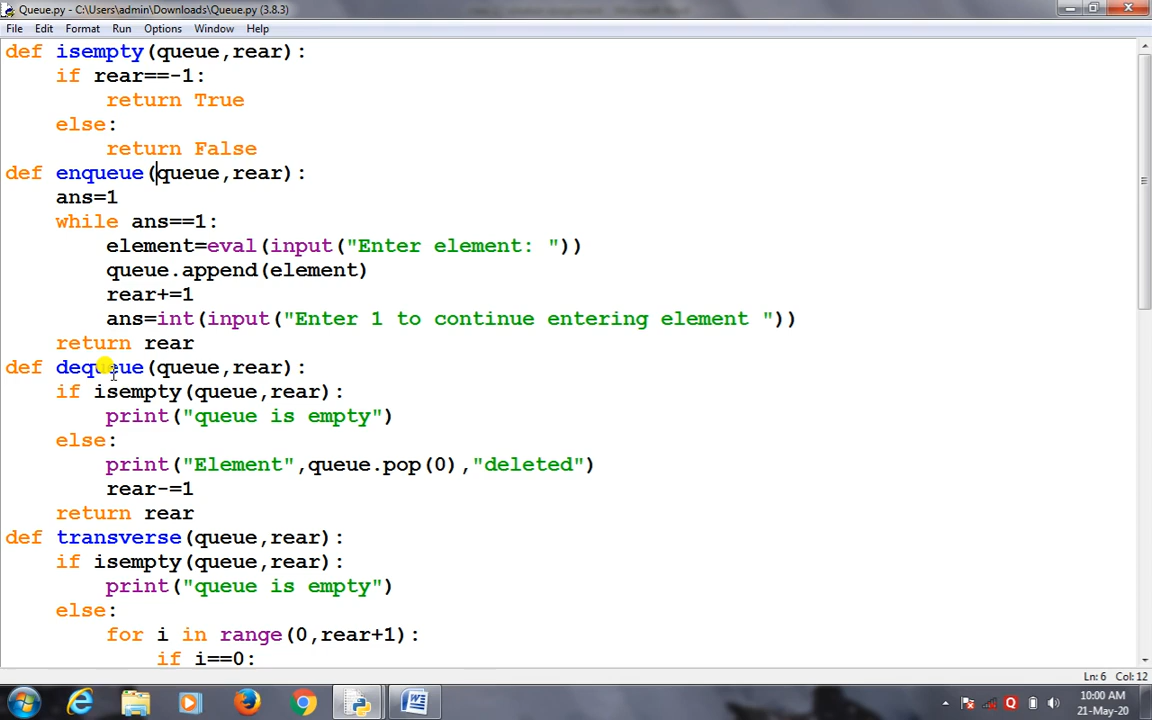 Queue.py - C:\Users\admin\Downloads\Queue.py (3.8.3)
File Edit Format Run Options Window Help
def isempty(queue,rear):
    if rear==-1:
        return True
    else:
        return False
def enqueue(queue,rear):
    ans=1
    while ans==1:
        element=eval(input("Enter element: "))
        queue.append(element)
        rear+=1
        ans=int(input("Enter 1 to continue entering element "))
    return rear
def dequeue(queue,rear):
    if isempty(queue,rear):
        print("queue is empty")
    else:
        print("Element",queue.pop(0),"deleted")
        rear-=1
    return rear
def transverse(queue,rear):
    if isempty(queue,rear):
        print("queue is empty")
    else:
        for i in range(0,rear+1):
            if i==0:
Ln: 6 Col: 12
10:00 AM
21-May-20